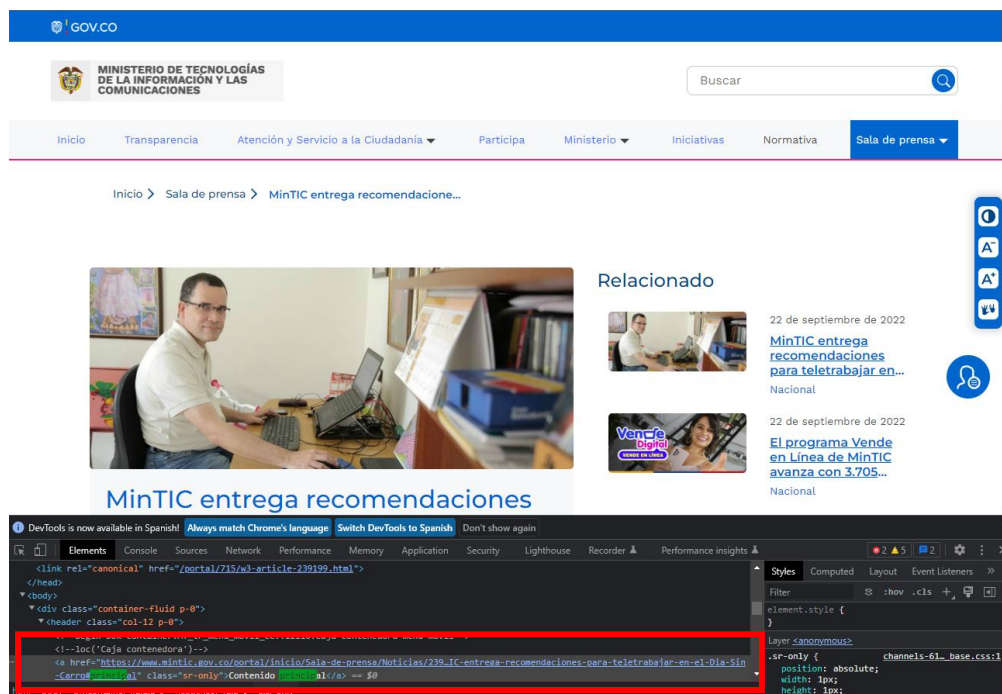 GOV.CO
MINISTERIO DE TECNOLOGÍAS
DE LA INFORMACIÓN Y LAS
COMUNICACIONES
Buscar
Inicio Transparencia Atención y Servicio a la Ciudadanía Participa Ministerio Iniciativas Normativa Sala de prensa
Inicio Sala de prensa MinTIC entrega recomendacione...
A-
A+
Relacionado
22 de septiembre de 2022
MinTIC entrega
recomendaciones
para teletrabajar en...
Nacional
Vende
Digital
VENDE EN LÍNEA
22 de septiembre de 2022
El programa Vende
en Línea de MinTIC
avanza con 3.705...
Nacional
MinTIC entrega recomendaciones
DevTools is now available in Spanish! Always match Chrome's language Switch DevTools to Spanish Don't show again
Elements Console Sources Network Performance Memory Application Security Lighthouse Recorder Performance insights 2 5 2
<link rel="canonical" href="/portal/715/w3-article-239199.html">
</head>
<body>
<div class="container-fluid p-0">
<header class="col-12 p-0">
<!--loc('Caja contenedora')-->
<a href="https://www.mintic.gov.co/portal/inicio/Sala-de-prensa/Noticias/239…IC-entrega-recomendaciones-para-teletrabajar-en-el-Dia-Sin
-Carro#principal" class="sr-only">Contenido principal</a> == $0
Styles Computed Layout Event Listeners »
Filter :hov .cls +
element.style {
}
Layer <anonymous>
.sr-only { channels-61…_base.css:1
position: absolute;
width: 1px;
height: 1px;